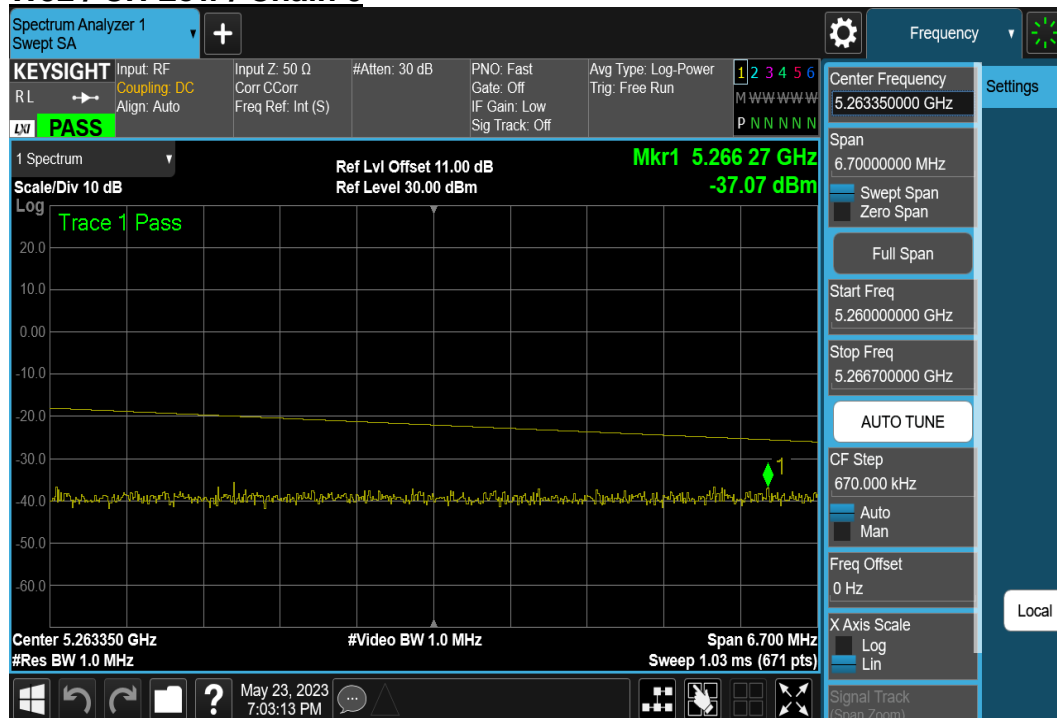 Spectrum Analyzer 1
Swept SA
Frequency
KEYSIGHT
Input: RF
Coupling: DC
Align: Auto
Input Z: 50 Ω
Corr CCorr
Freq Ref: Int (S)
#Atten: 30 dB
PNO: Fast
Gate: Off
IF Gain: Low
Sig Track: Off
Avg Type: Log-Power
Trig: Free Run
1 2 3 4 5 6
M W W W W W
P N N N N N
R L
LXI
PASS
1 Spectrum
Scale/Div 10 dB
Ref Lvl Offset 11.00 dB
Ref Level 30.00 dBm
Mkr1 5.266 27 GHz
-37.07 dBm
Log
Trace 1 Pass
20.0
10.0
0.00
-10.0
-20.0
-30.0
1
-40.0
-50.0
-60.0
Center 5.263350 GHz
#Res BW 1.0 MHz
#Video BW 1.0 MHz
Span 6.700 MHz
Sweep 1.03 ms (671 pts)
?
May 23, 2023
7:03:13 PM
Center Frequency
5.263350000 GHz
Settings
Span
6.70000000 MHz
Swept Span
Zero Span
Full Span
Start Freq
5.260000000 GHz
Stop Freq
5.266700000 GHz
AUTO TUNE
CF Step
670.000 kHz
Auto
Man
Freq Offset
0 Hz
Local
X Axis Scale
Log
Lin
Signal Track
(Span Zoom)